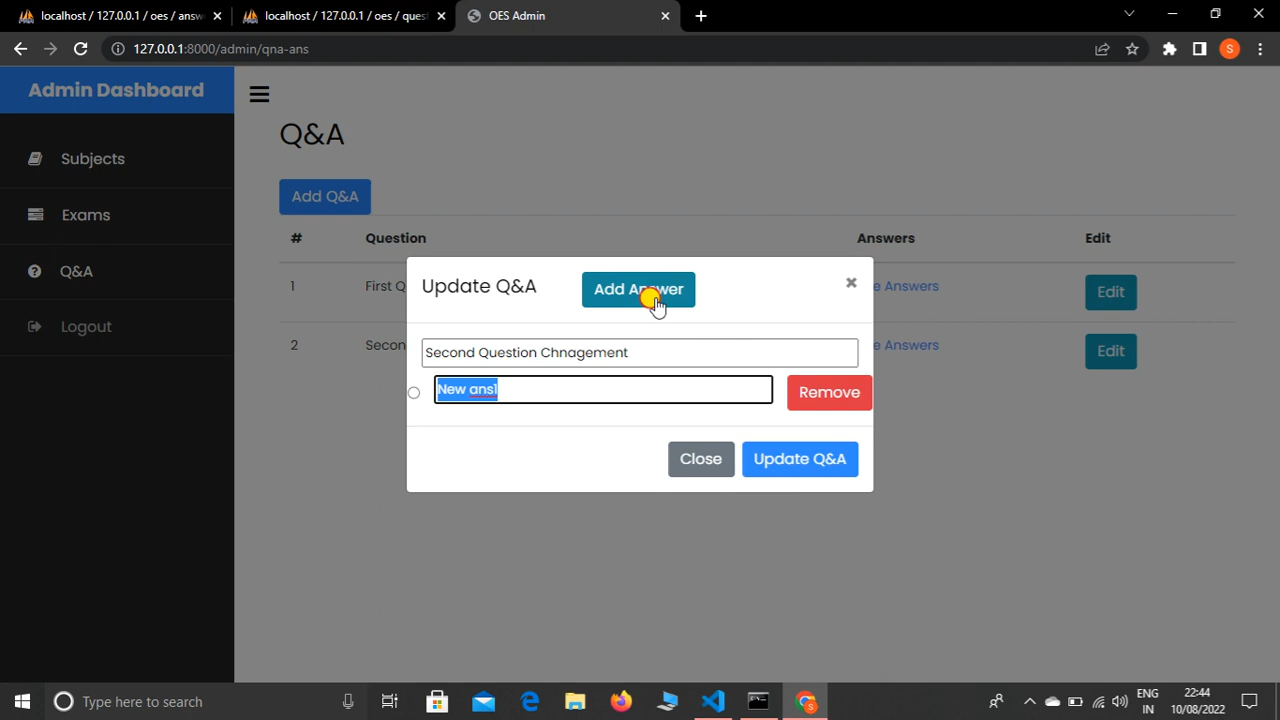 localhost / 127.0.0.1 / oes / answ
localhost / 127.0.0.1 / oes / ques
OES Admin
127.0.0.1:8000/admin/qna-ans
S
Admin Dashboard
Subjects
Exams
Q&A
Logout
Q&A
Add Q&A
# Question Answers Edit
1 First Q e Answers Edit
2 Secon e Answers Edit
Update Q&A
Add Answer
Second Question Chnagement
New ans1
Remove
Close
Update Q&A
Type here to search
ENG
IN
22:44
10/08/2022